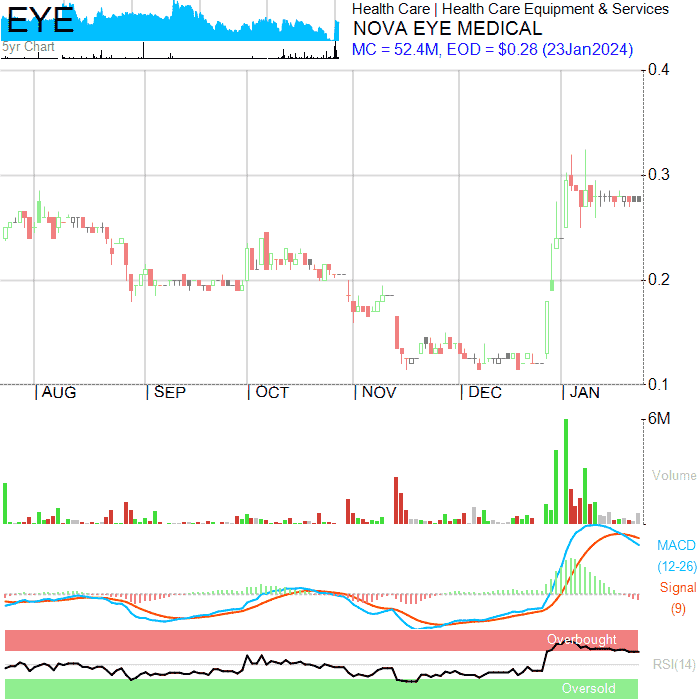 EYE
5yr Chart
Health Care | Health Care Equipment & Services
NOVA EYE MEDICAL
MC = 52.4M, EOD = $0.28 (23Jan2024)
0.4
0.3
0.2
0.1
| AUG | SEP | OCT | NOV | DEC | JAN
6M
Volume
MACD
(12-26)
Signal
(9)
Overbought
RSI(14)
Oversold